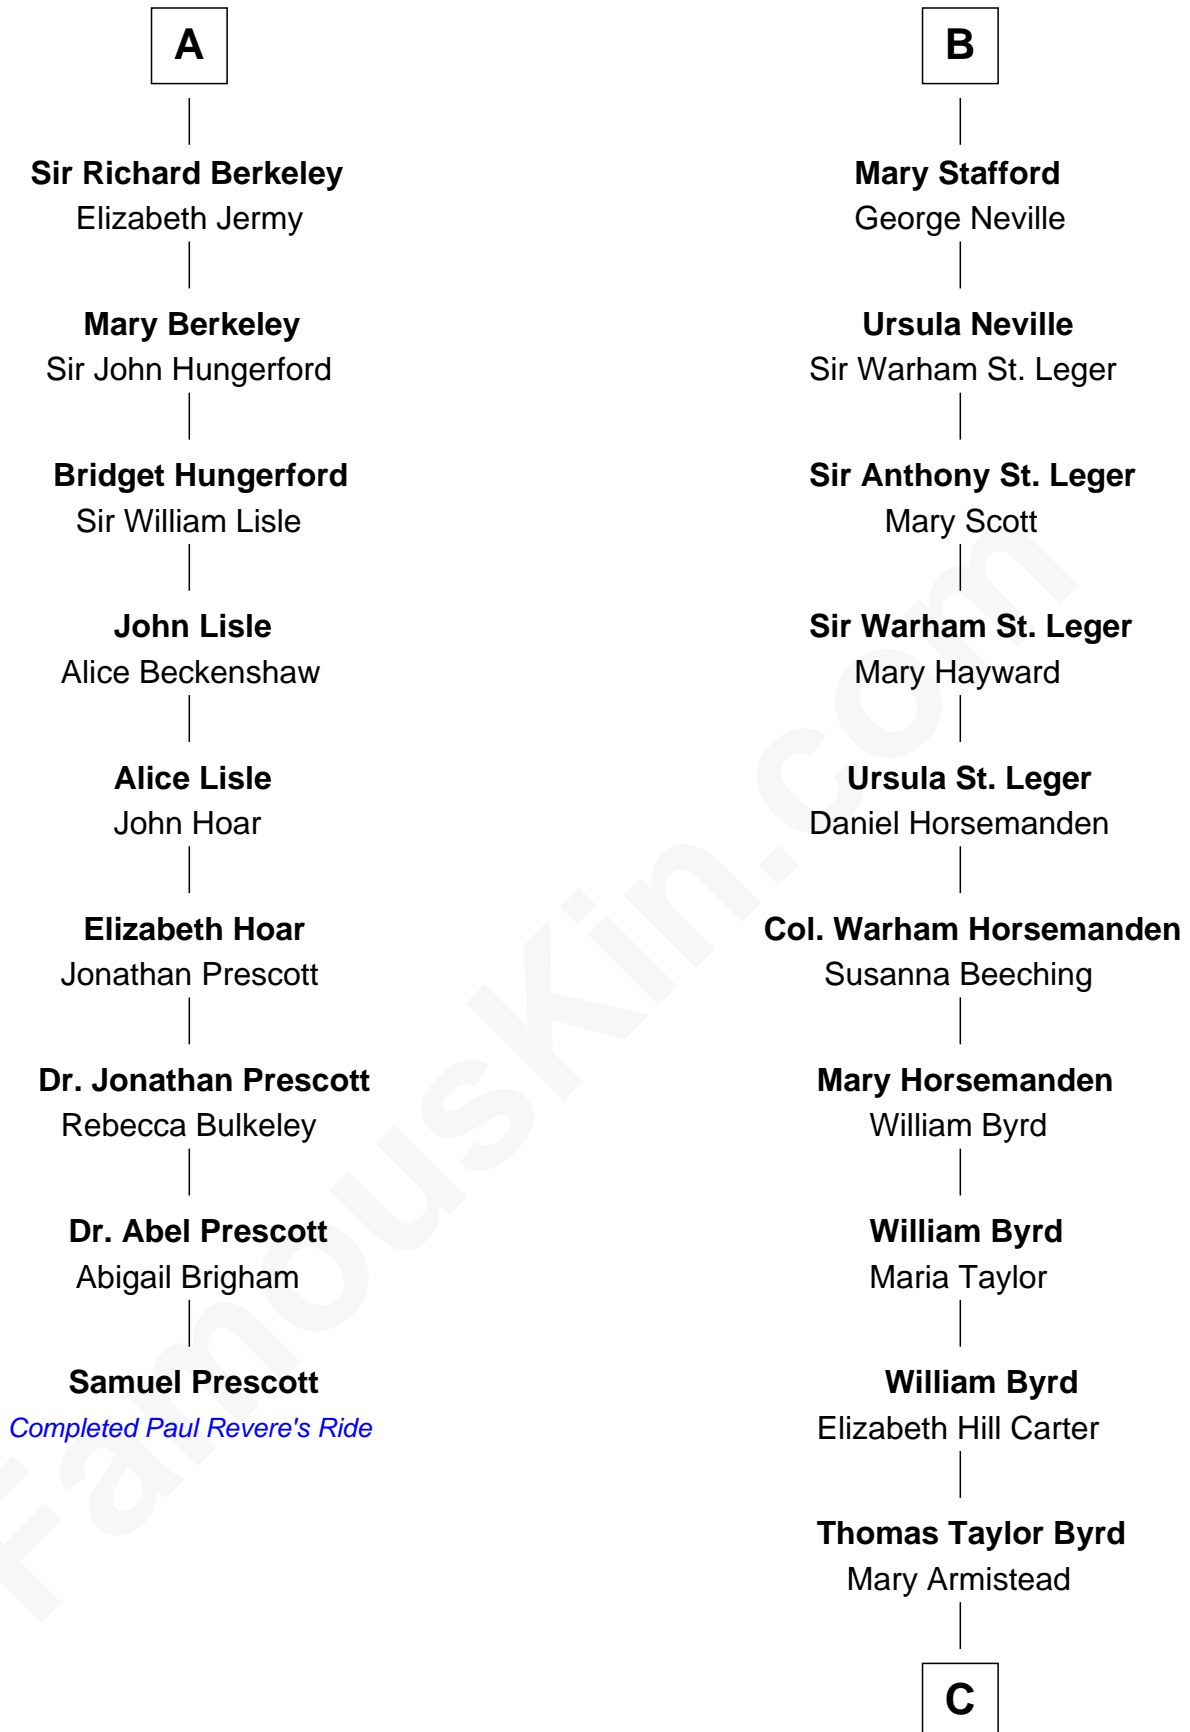 A
Sir Richard Berkeley
Elizabeth Jermy
Mary Berkeley
Sir John Hungerford
Bridget Hungerford
Sir William Lisle
John Lisle
Alice Beckenshaw
Alice Lisle
John Hoar
Elizabeth Hoar
Jonathan Prescott
Dr. Jonathan Prescott
Rebecca Bulkeley
Dr. Abel Prescott
Abigail Brigham
Samuel Prescott
Completed Paul Revere's Ride
B
Mary Stafford
George Neville
Ursula Neville
Sir Warham St. Leger
Sir Anthony St. Leger
Mary Scott
Sir Warham St. Leger
Mary Hayward
Ursula St. Leger
Daniel Horsemanden
Col. Warham Horsemanden
Susanna Beeching
Mary Horsemanden
William Byrd
William Byrd
Maria Taylor
William Byrd
Elizabeth Hill Carter
Thomas Taylor Byrd
Mary Armistead
C
FamousKin.com